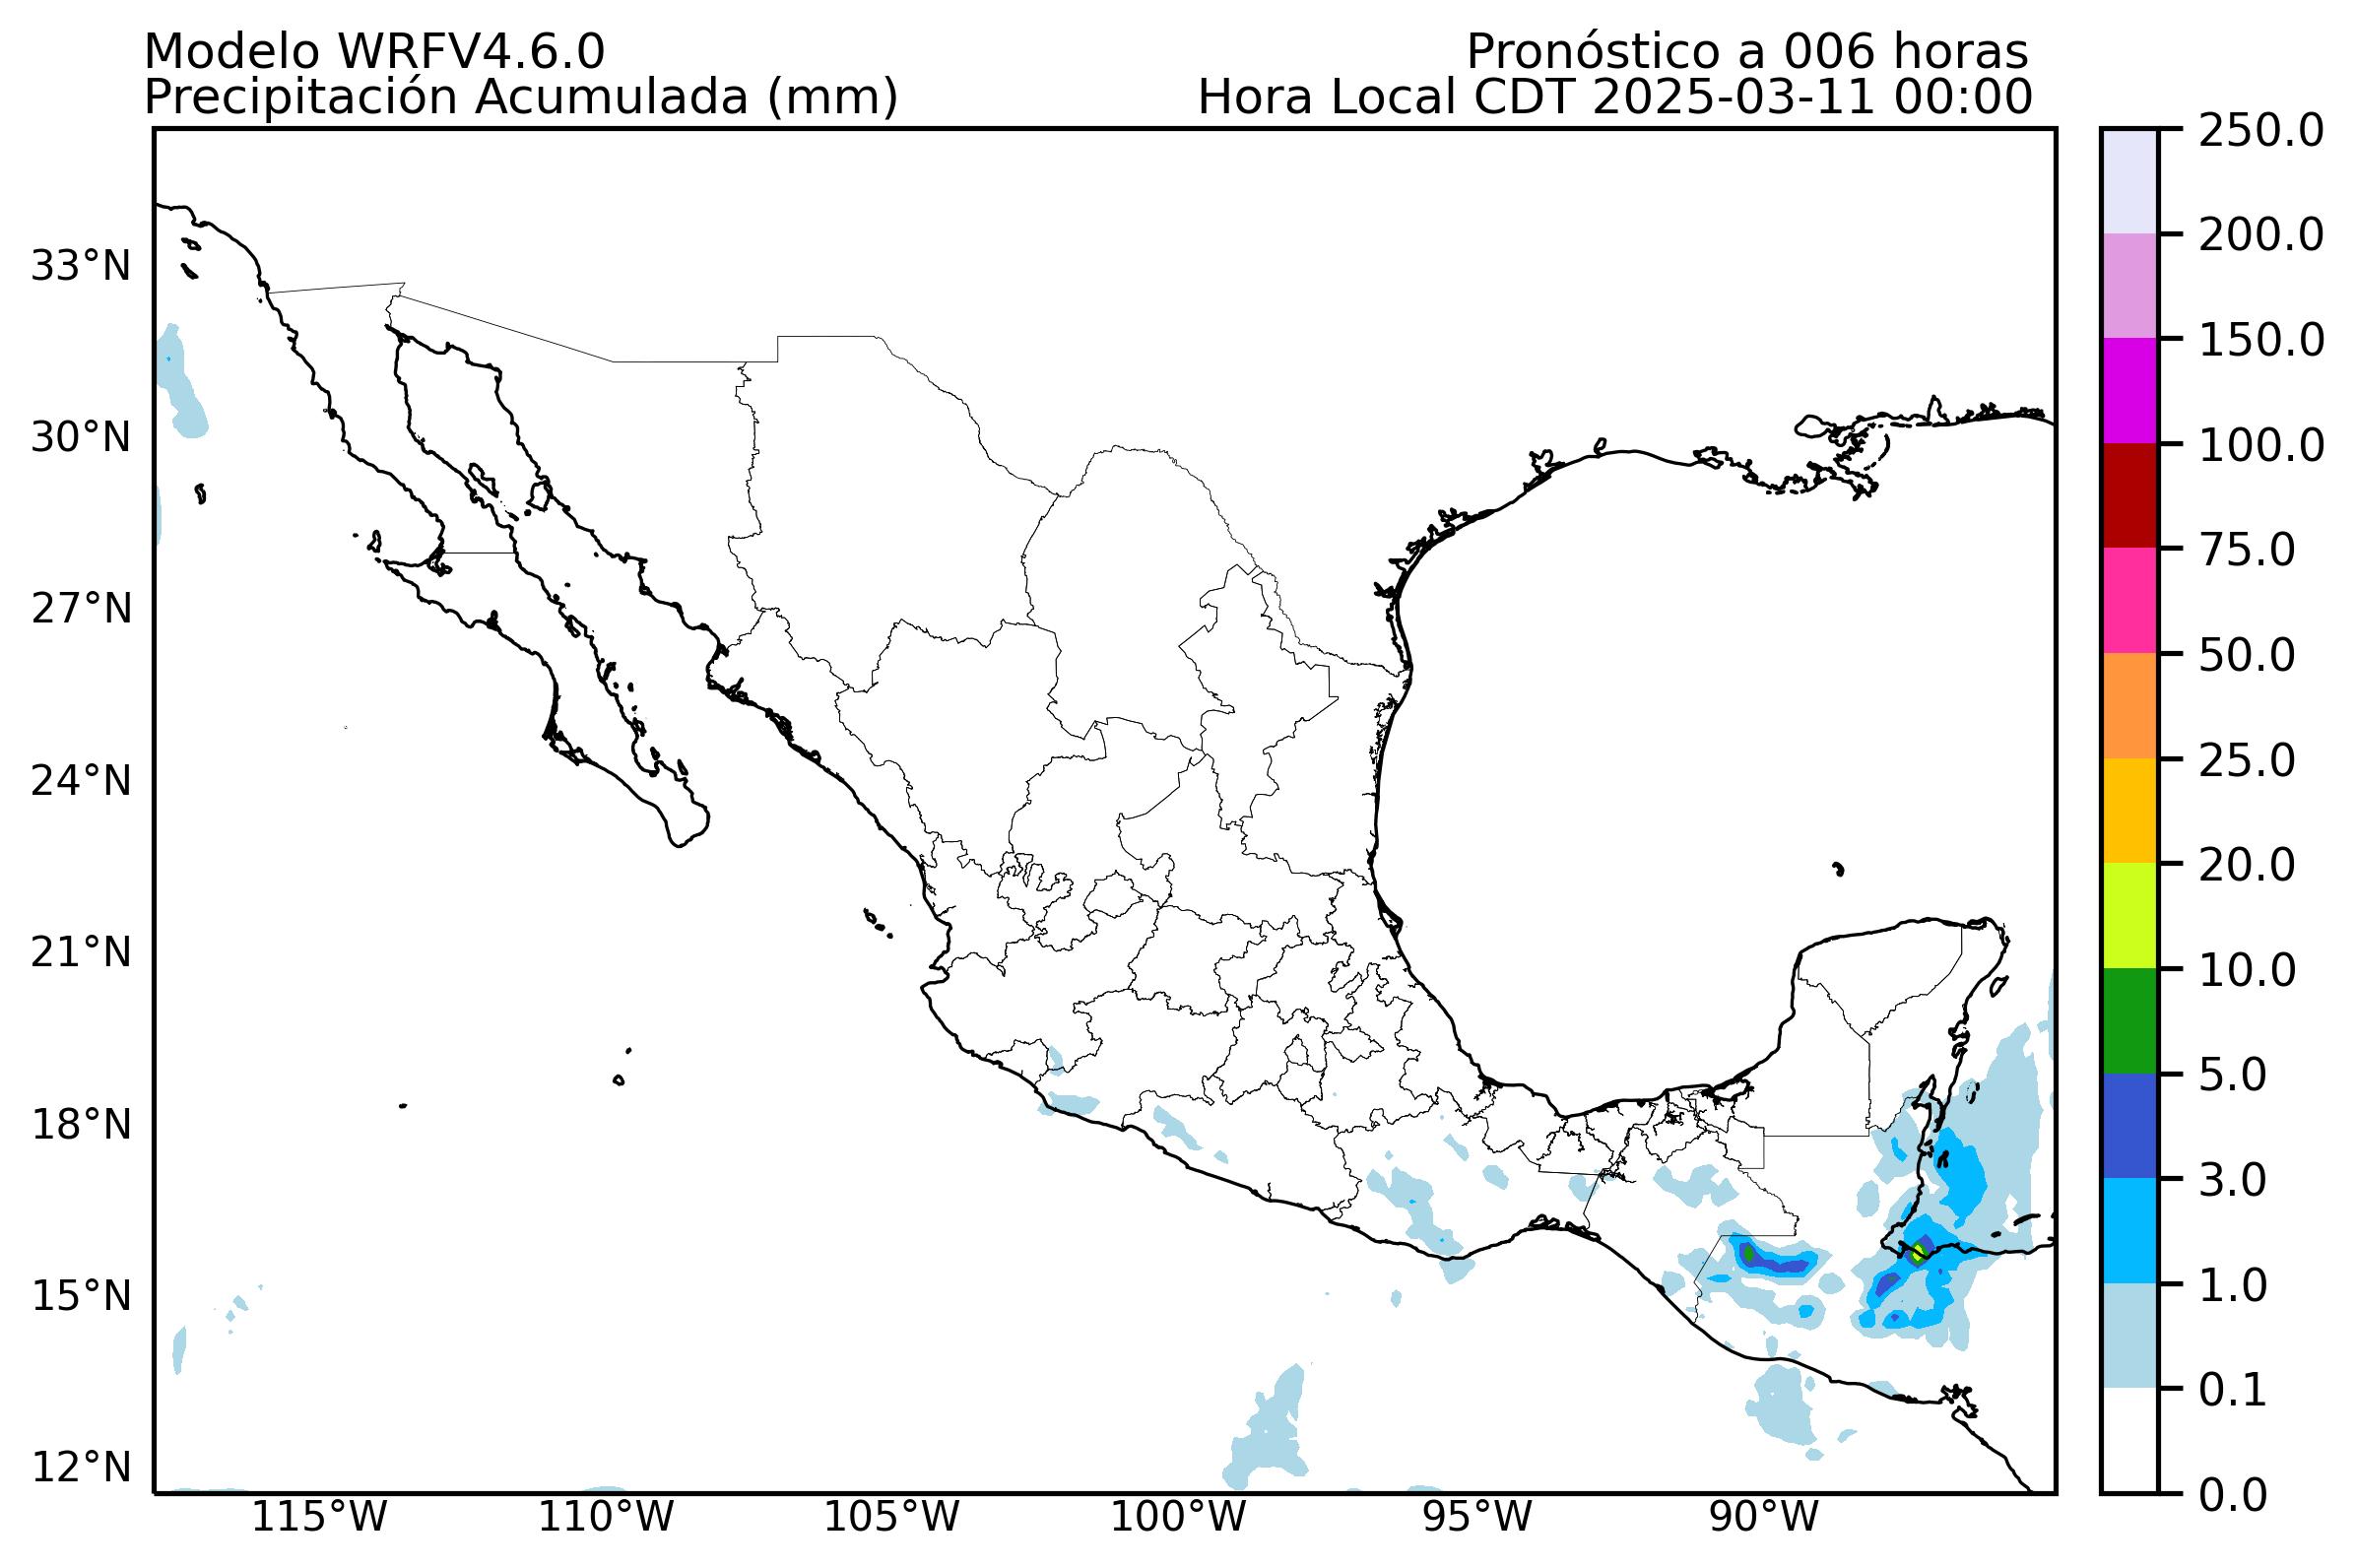 Modelo WRFV4.6.0
Pronóstico a 006 horas
Precipitación Acumulada (mm)
Hora Local CDT 2025-03-11 00:00
33°N
30°N
27°N
24°N
21°N
18°N
15°N
12°N
115°W
110°W
105°W
100°W
95°W
90°W
250.0
200.0
150.0
100.0
75.0
50.0
25.0
20.0
10.0
5.0
3.0
1.0
0.1
0.0